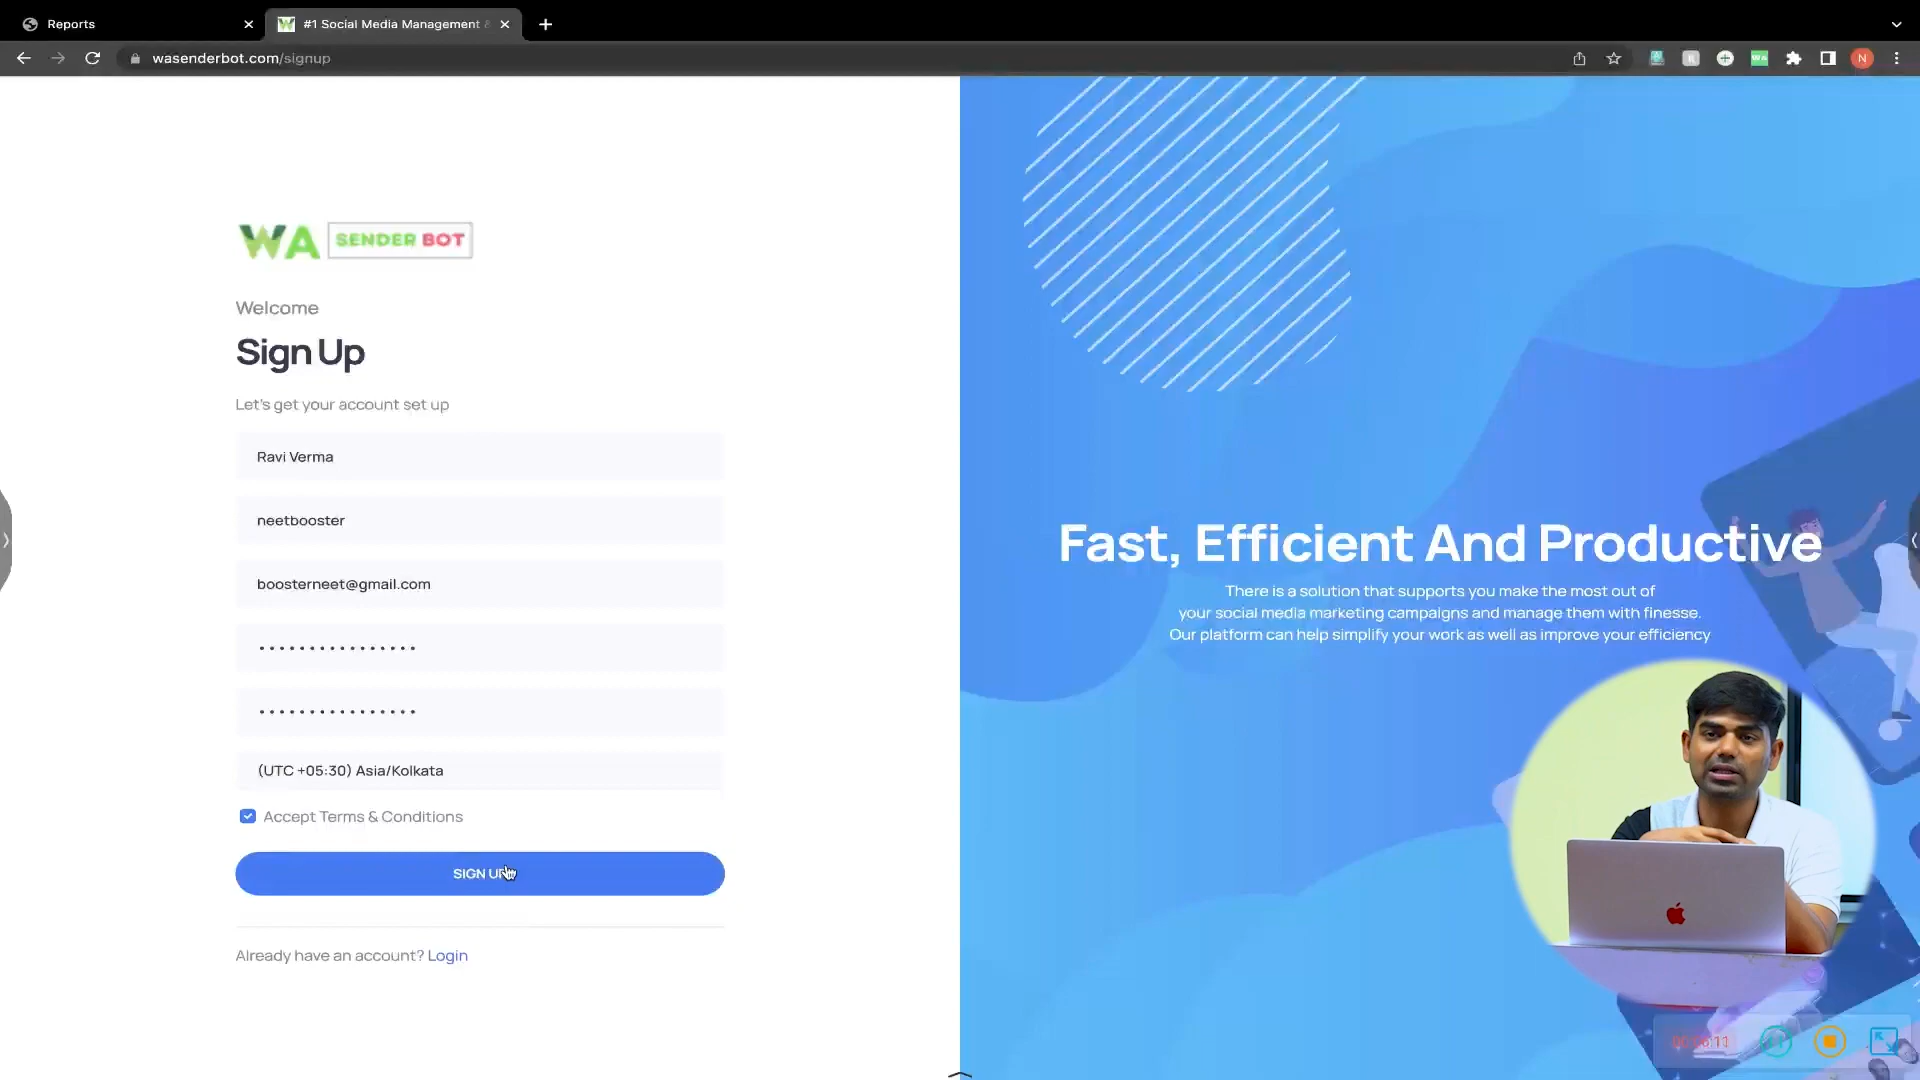 Reports
#1 Social Media Management &
wasenderbot.com/signup
N
WA SENDER BOT
Welcome
Sign Up
Let's get your account set up
Ravi Verma
neetbooster
boosterneet@gmail.com
(UTC +05:30) Asia/Kolkata
Accept Terms & Conditions
SIGN UP
Already have an account? Login
Fast, Efficient And Productive
There is a solution that supports you make the most out of
your social media marketing campaigns and manage them with finesse.
Our platform can help simplify your work as well as improve your efficiency